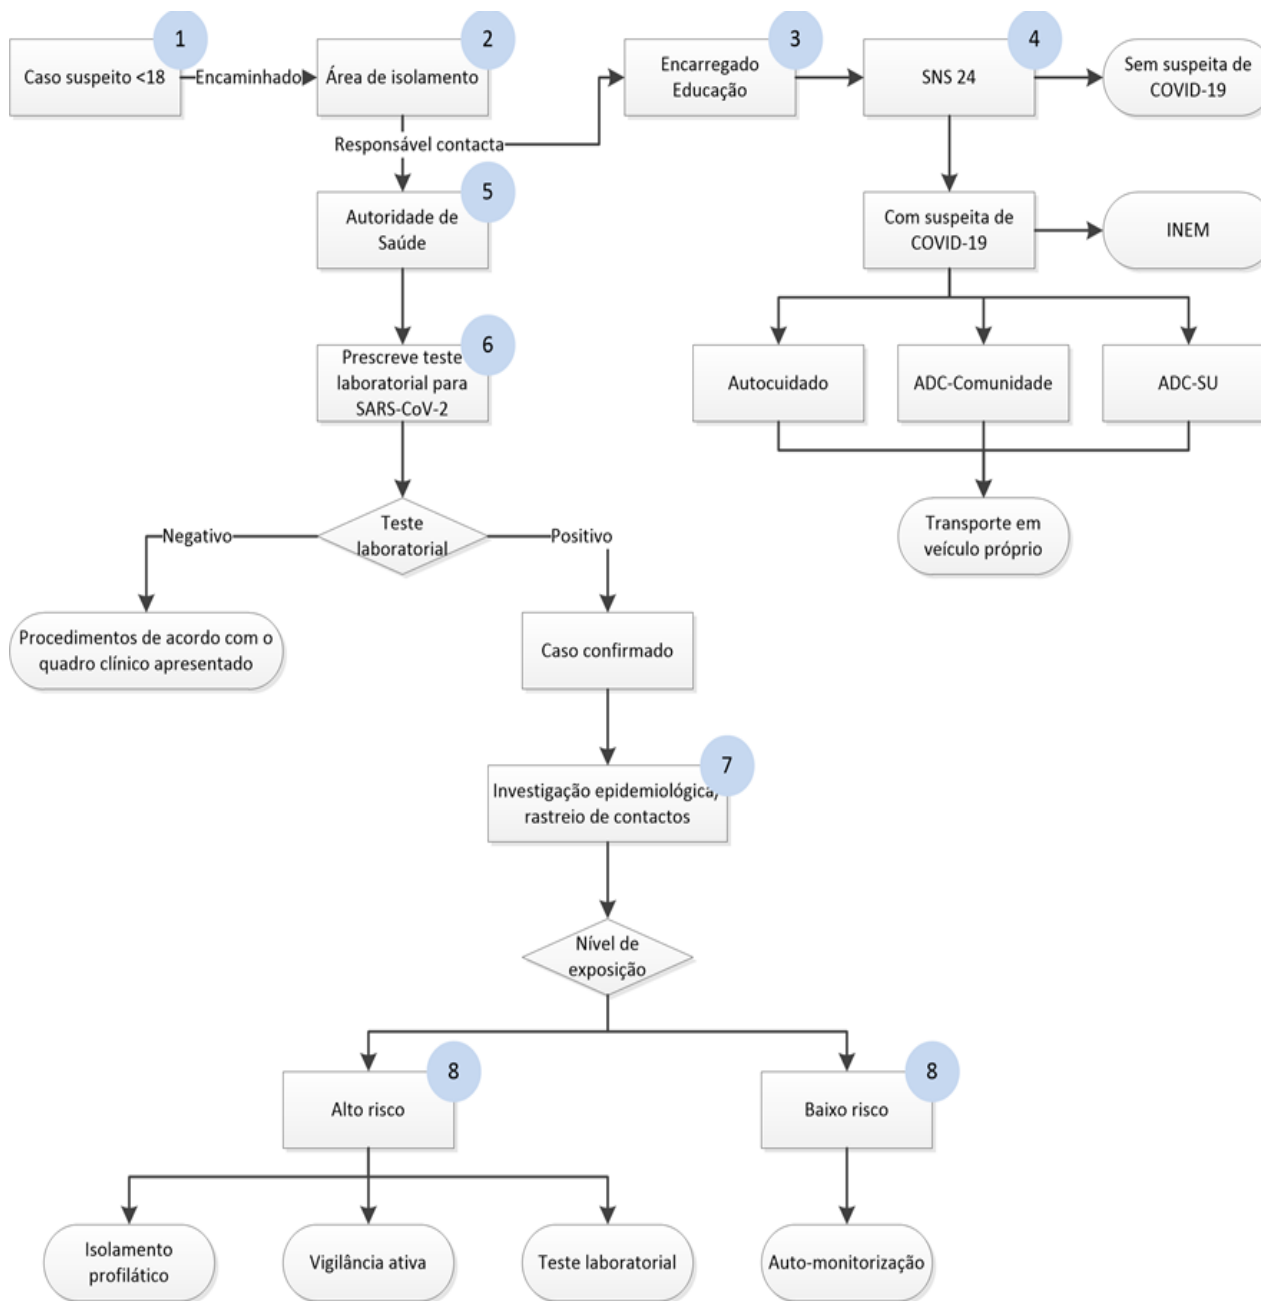 1
Caso suspeito <18
Encaminhado
2
Área de isolamento
3
Encarregado
Educação
4
SNS 24
Sem suspeita de
COVID-19
Responsável contacta
5
Autoridade de
Saúde
Com suspeita de
COVID-19
INEM
6
Prescreve teste
laboratorial para
SARS-CoV-2
Autocuidado
ADC-Comunidade
ADC-SU
Negativo
Teste
laboratorial
Positivo
Transporte em
veículo próprio
Procedimentos de acordo com o
quadro clínico apresentado
Caso confirmado
7
Investigação epidemiológica/
rastreio de contactos
Nível de
exposição
8
Alto risco
8
Baixo risco
Isolamento
profilático
Vigilância ativa
Teste laboratorial
Auto-monitorização